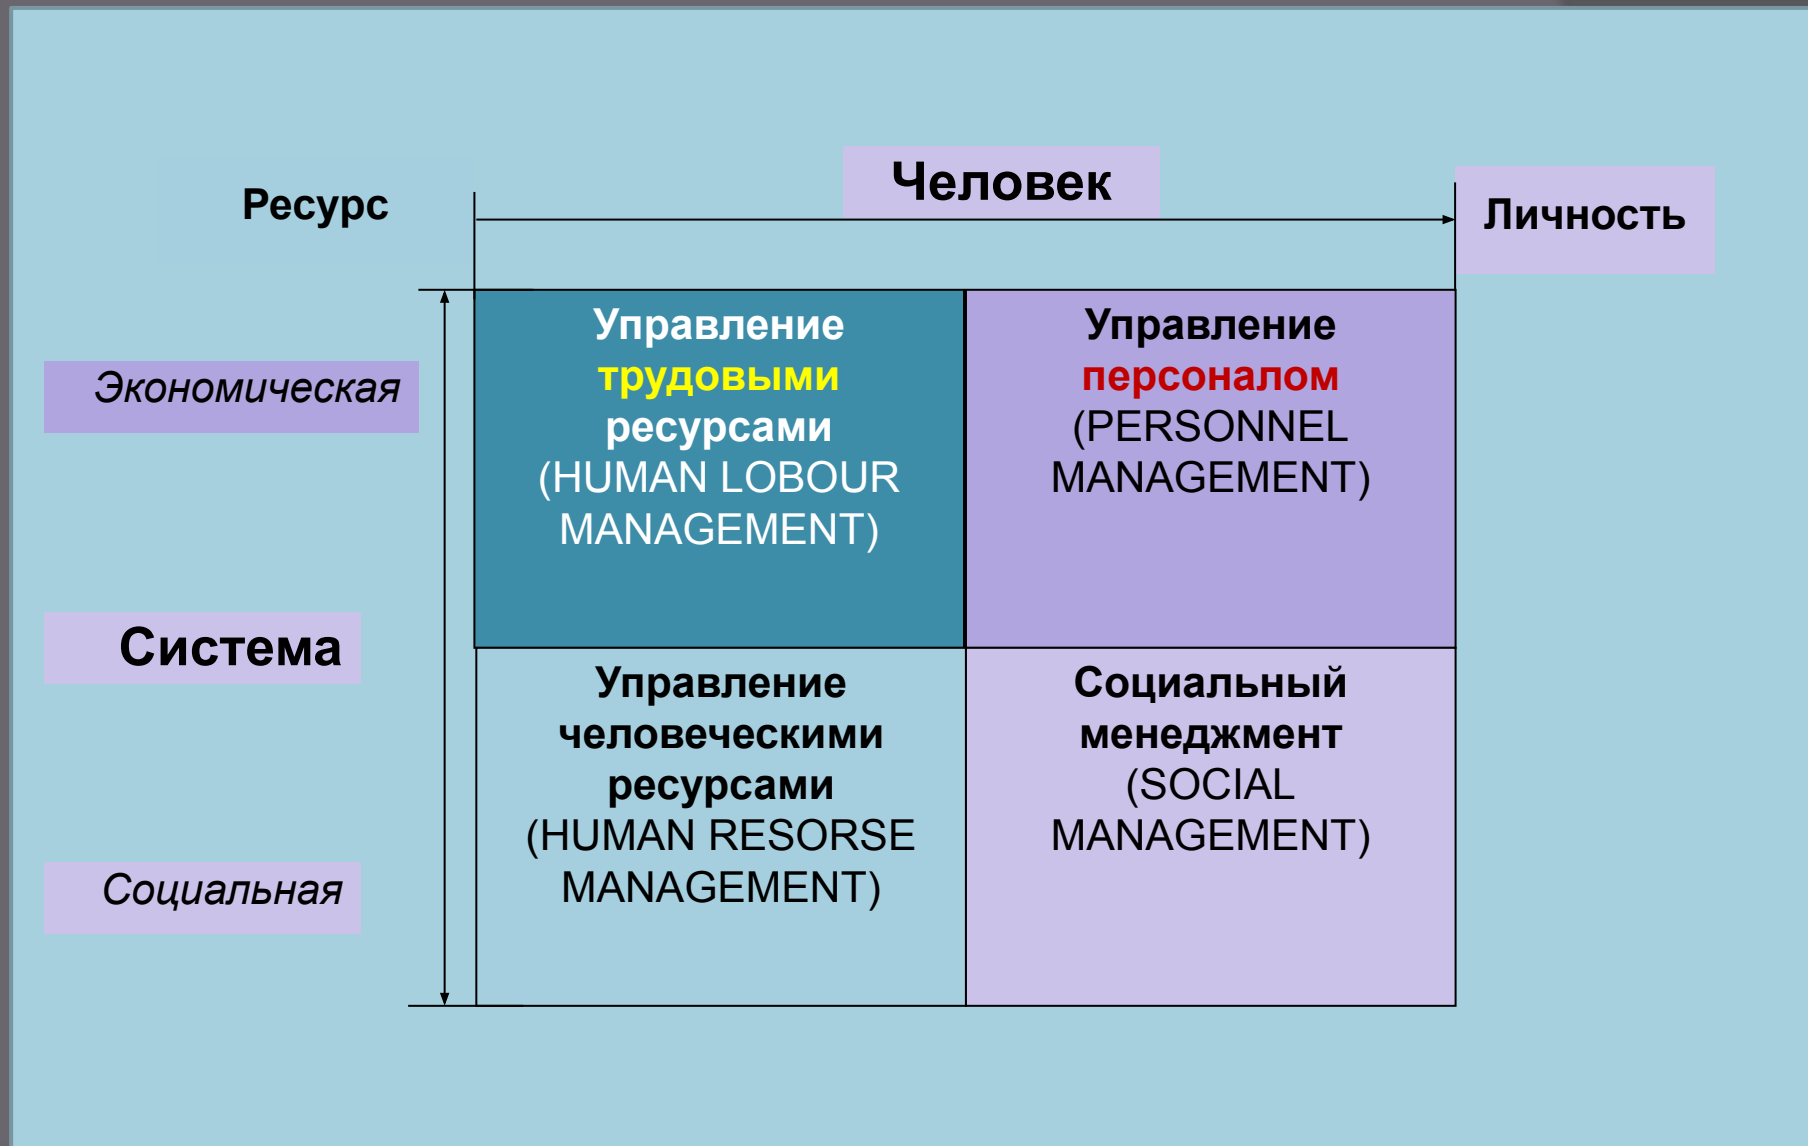 Человек
Ресурс
Личность
Экономическая
Система
Социальная
Управление
трудовыми
ресурсами
(HUMAN LOBOUR
MANAGEMENT)
Управление
персоналом
(PERSONNEL
MANAGEMENT)
Управление
человеческими
ресурсами
(HUMAN RESORSE
MANAGEMENT)
Социальный
менеджмент
(SOCIAL
MANAGEMENT)